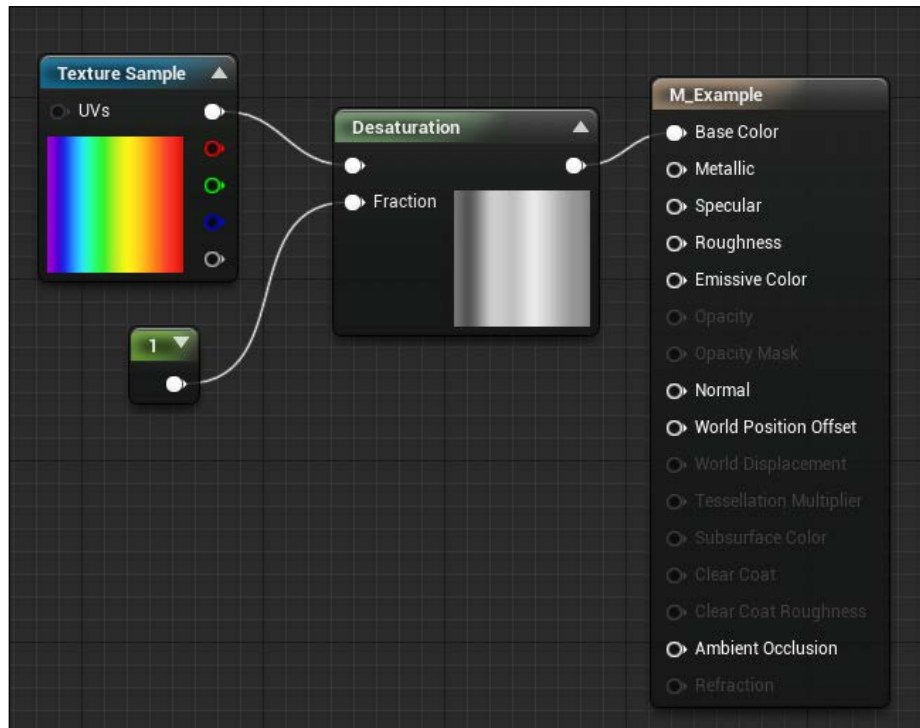 Texture Sample
UVs
1
Desaturation
Fraction
M_Example
Base Color
Metallic
Specular
Roughness
Emissive Color
Opacity
Opacity Mask
Normal
World Position Offset
World Displacement
Tessellation Multiplier
Subsurface Color
Clear Coat
Clear Coat Roughness
Ambient Occlusion
Refraction